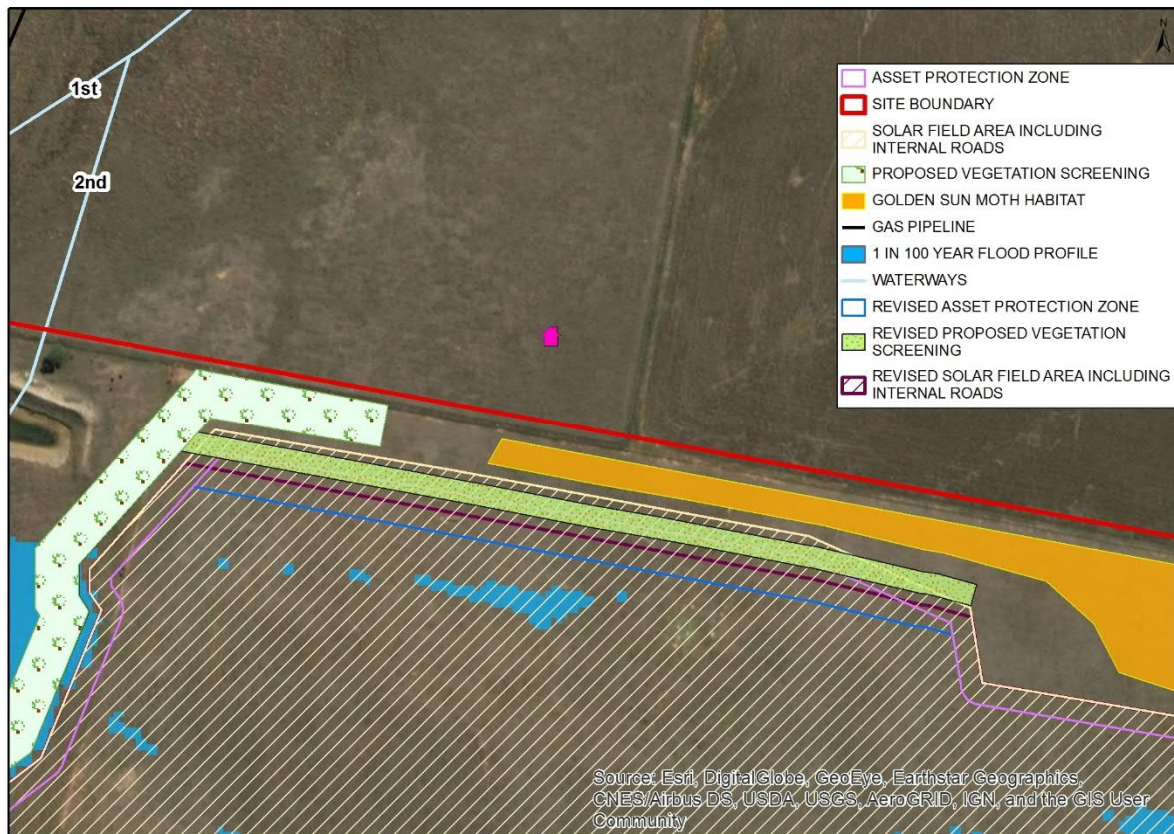 1st
2nd
N
ASSET PROTECTION ZONE
SITE BOUNDARY
SOLAR FIELD AREA INCLUDING
INTERNAL ROADS
PROPOSED VEGETATION SCREENING
GOLDEN SUN MOTH HABITAT
GAS PIPELINE
1 IN 100 YEAR FLOOD PROFILE
WATERWAYS
REVISED ASSET PROTECTION ZONE
REVISED PROPOSED VEGETATION
SCREENING
REVISED SOLAR FIELD AREA INCLUDING
INTERNAL ROADS
Source: Esri, DigitalGlobe, GeoEye, Earthstar Geographics,
CNES/Airbus DS, USDA, USGS, AeroGRID, IGN, and the GIS User
Community